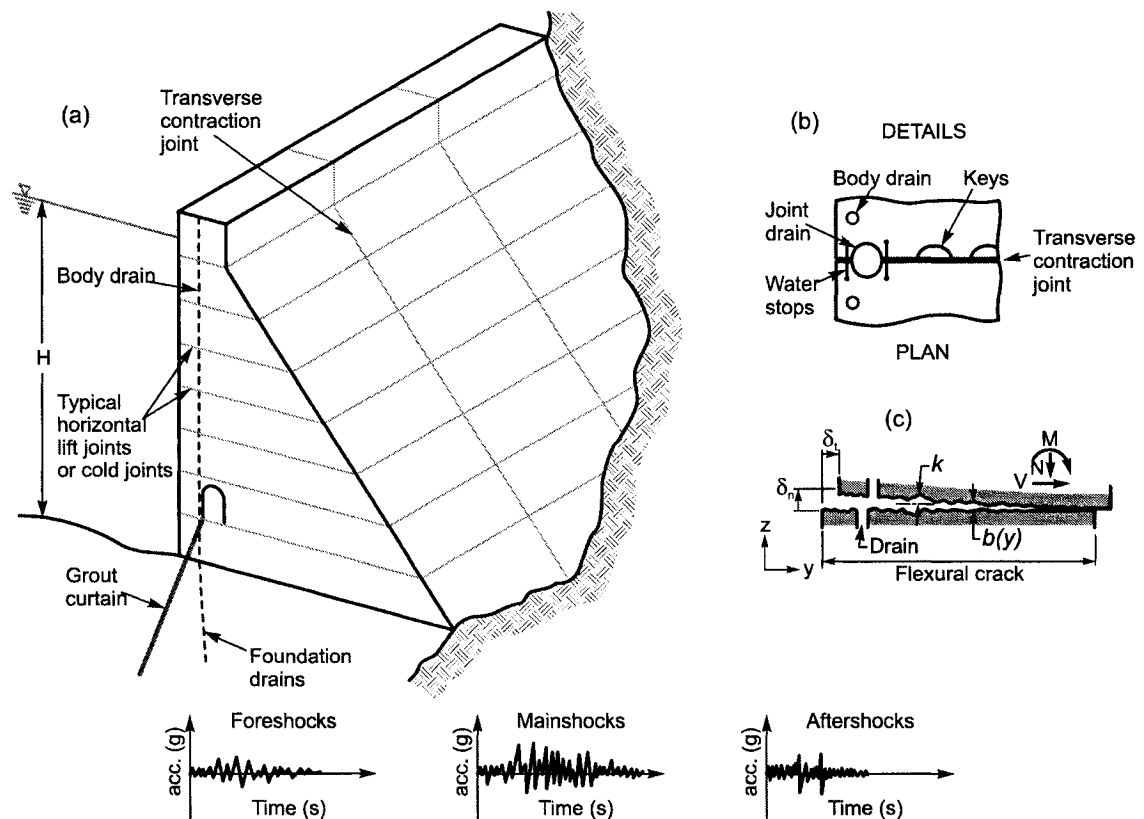 (a)
Transverse
contraction
joint
H
Body drain
Typical
horizontal
lift joints
or cold joints
Grout
curtain
Foundation
drains
(b)
DETAILS
Body drain
Keys
Joint
drain
Transverse
contraction
joint
Water
stops
PLAN
(c)
δt
k
M
N
V
δn
z
y
Drain
b(y)
Flexural crack
Foreshocks
acc. (g)
Time (s)
Mainshocks
acc. (g)
Time (s)
Aftershocks
acc. (g)
Time (s)